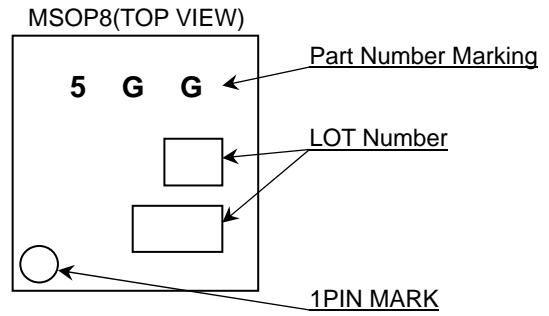 MSOP8(TOP VIEW)
Part Number Marking
5 G G
LOT Number
1PIN MARK